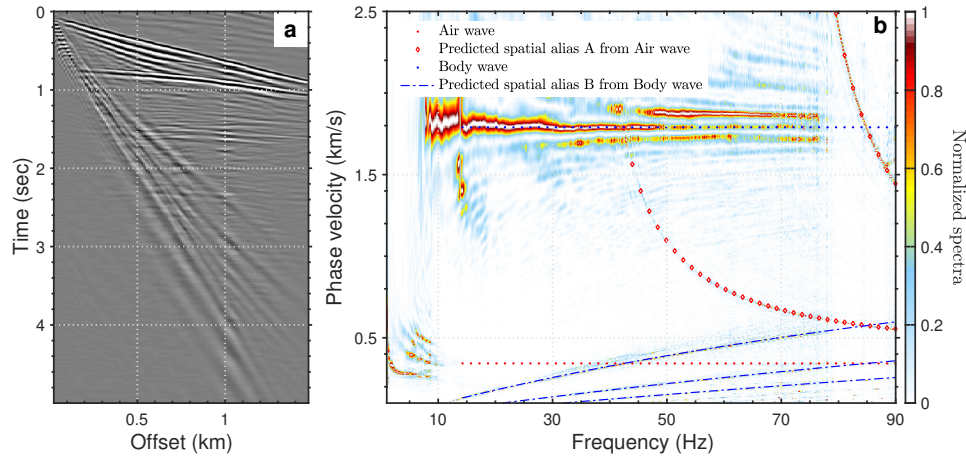 a
0
1
2
3
4
Time (sec)
0.5
1
Offset (km)
b
2.5
1.5
0.5
Phase velocity (km/s)
Air wave
Predicted spatial alias A from Air wave
Body wave
Predicted spatial alias B from Body wave
10
30
50
70
90
Frequency (Hz)
1
0.8
0.6
0.4
0.2
0
Normalized spectra